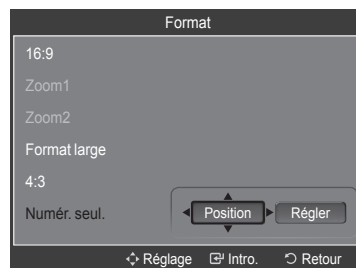 Format
16:9
Zoom1
Zoom2
Format large
4:3
Numér. seul.
Position Régler
Réglage Intro. Retour